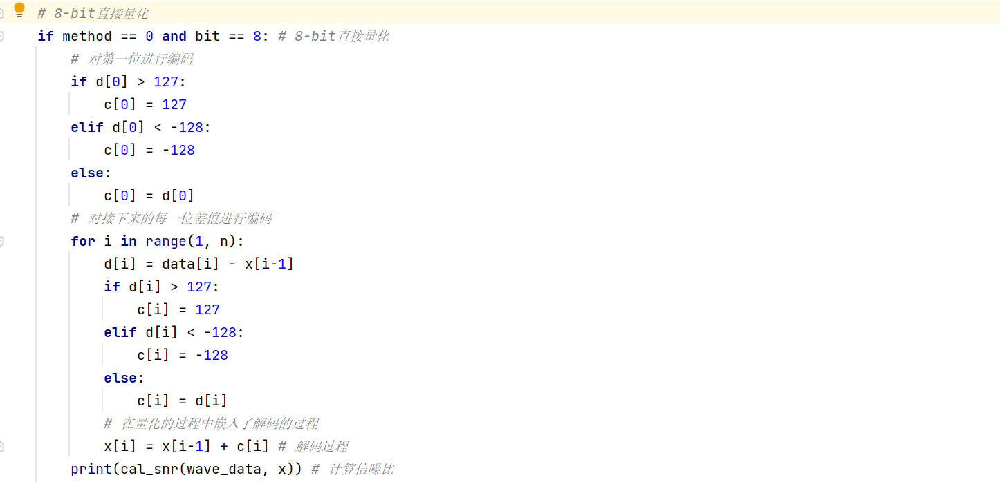 # 8-bit直接量化
if method == 0 and bit == 8: # 8-bit直接量化
    # 对第一位进行编码
    if d[0] > 127:
        c[0] = 127
    elif d[0] < -128:
        c[0] = -128
    else:
        c[0] = d[0]
    # 对接下来的每一位差值进行编码
    for i in range(1, n):
        d[i] = data[i] - x[i-1]
        if d[i] > 127:
            c[i] = 127
        elif d[i] < -128:
            c[i] = -128
        else:
            c[i] = d[i]
        # 在量化的过程中嵌入了解码的过程
        x[i] = x[i-1] + c[i] # 解码过程
    print(cal_snr(wave_data, x)) # 计算信噪比